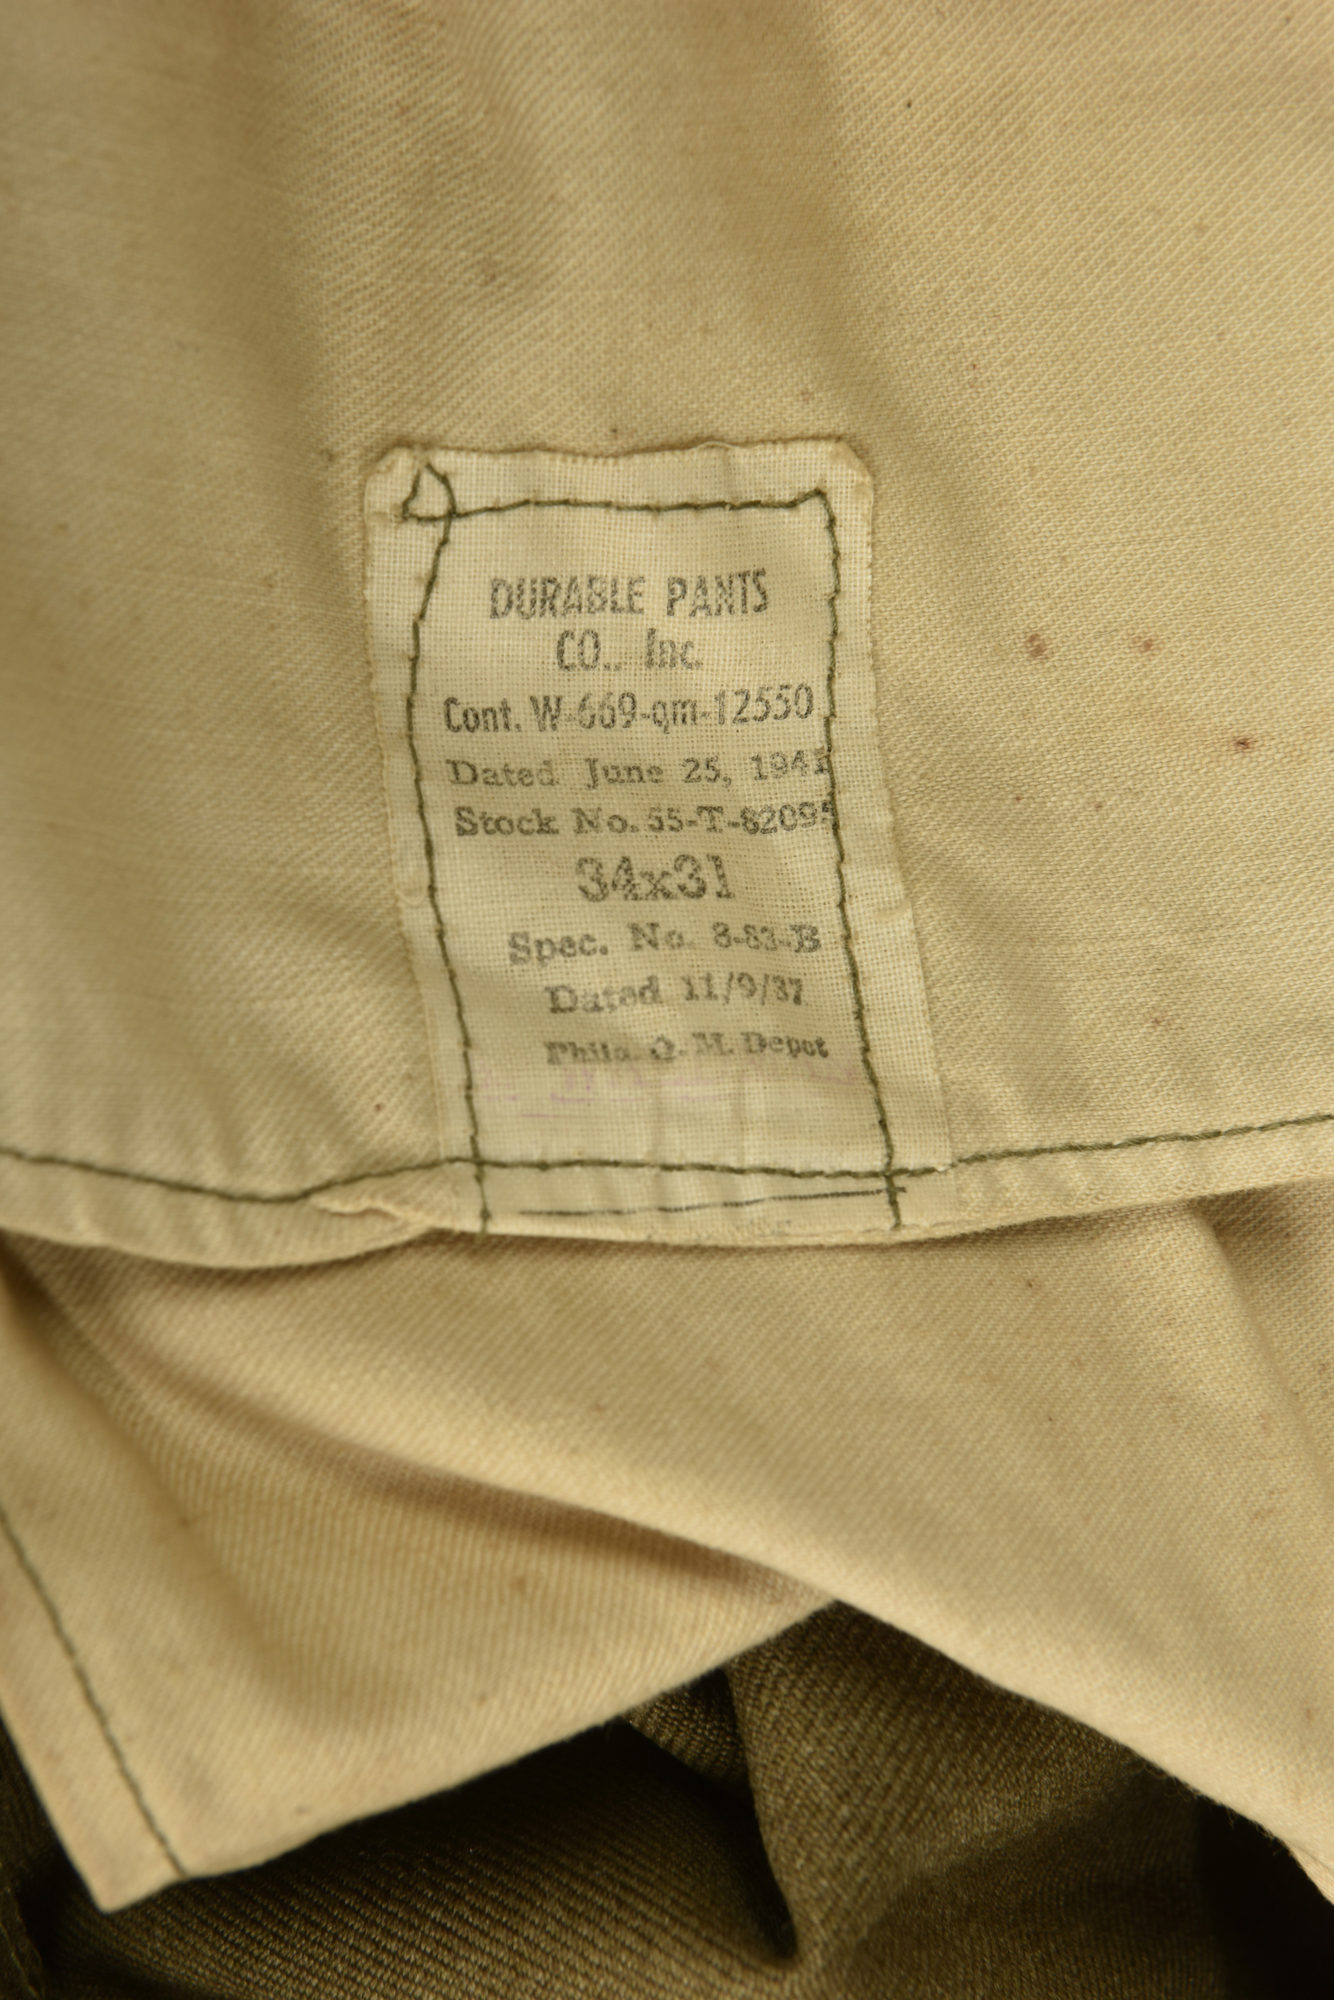 DURABLE PANTS
CO., Inc.
Cont. W-669-qm-12550
Dated June 25, 1941
Stock No. 55-T-82095
34x31
Spec. No. 8-83-B
Dated 11/9/37
Phila. Q. M. Depot